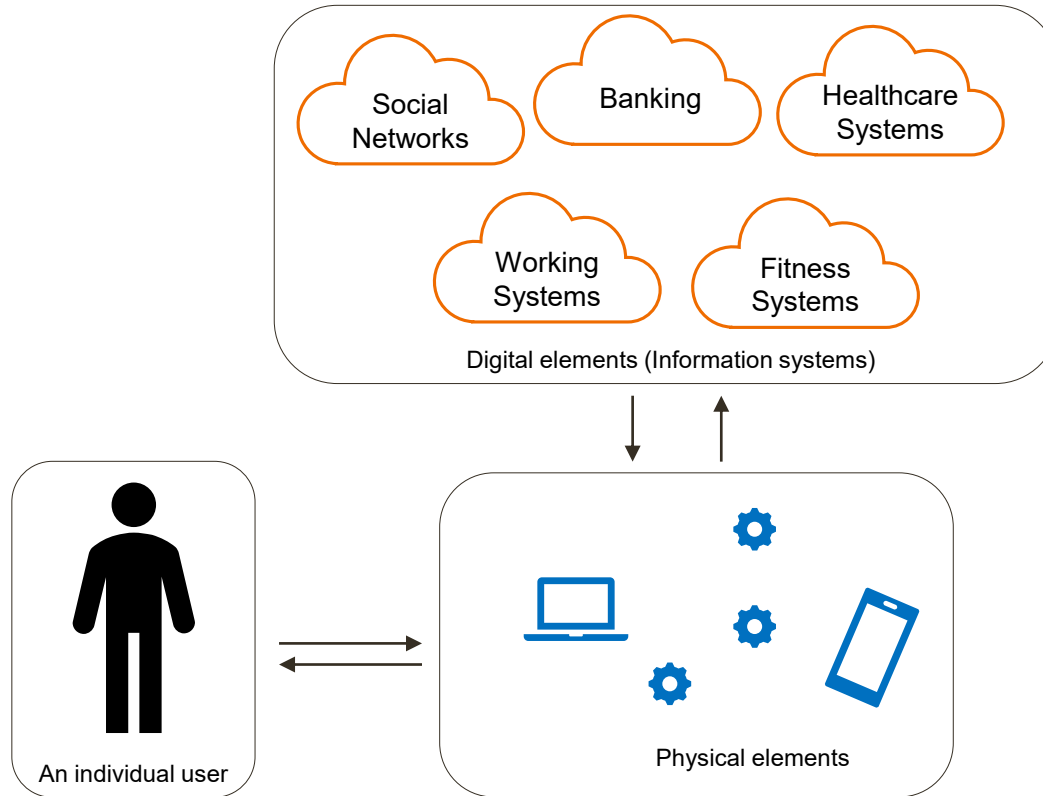 Social
Networks
Banking
Healthcare
Systems
Working
Systems
Fitness
Systems
Digital elements (Information systems)
An individual user
Physical elements